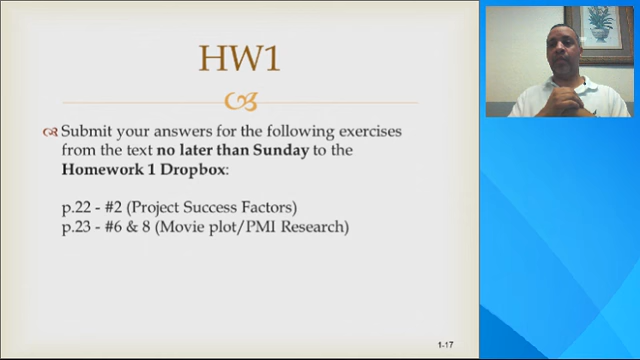 HW1
Submit your answers for the following exercises
from the text no later than Sunday to the
Homework 1 Dropbox:
p.22 - #2 (Project Success Factors)
p.23 - #6 & 8 (Movie plot/PMI Research)
1-17